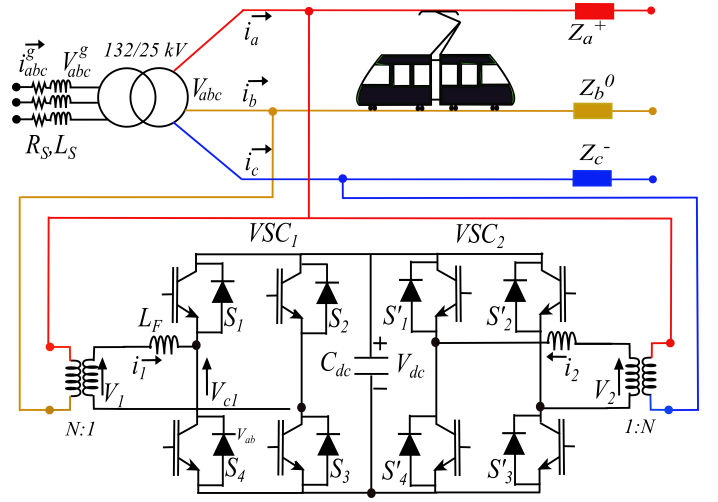 i_a
Z_a^+
i_abc^g V_abc^g 132/25 kV
V_abc i_b Z_b^0
R_S,L_S
i_c Z_c^-
VSC_1 VSC_2
S_1 S_2 S'_1 S'_2
L_F
i_1 V_c1 C_dc + V_dc − i_2
V_1 V_2
N:1 1:N
V_ab
S_4 S_3 S'_4 S'_3